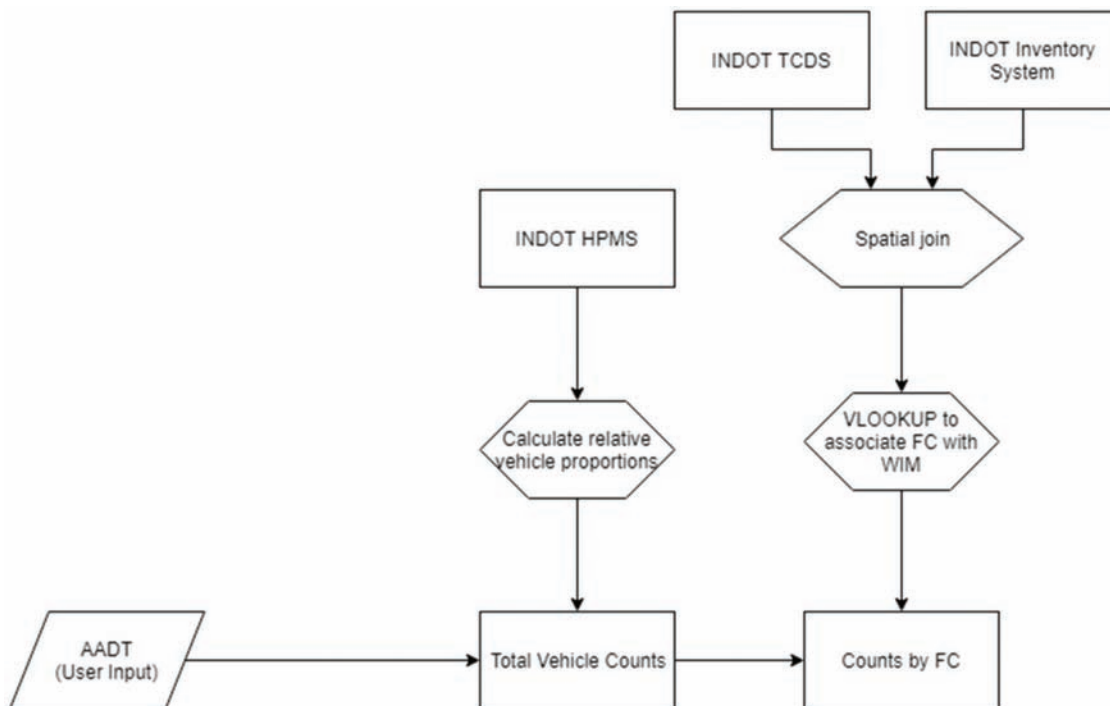 INDOT TCDS
INDOT Inventory
System
INDOT HPMS
Spatial join
Calculate relative
vehicle proportions
VLOOKUP to
associate FC with
WIM
AADT
(User Input)
Total Vehicle Counts
Counts by FC